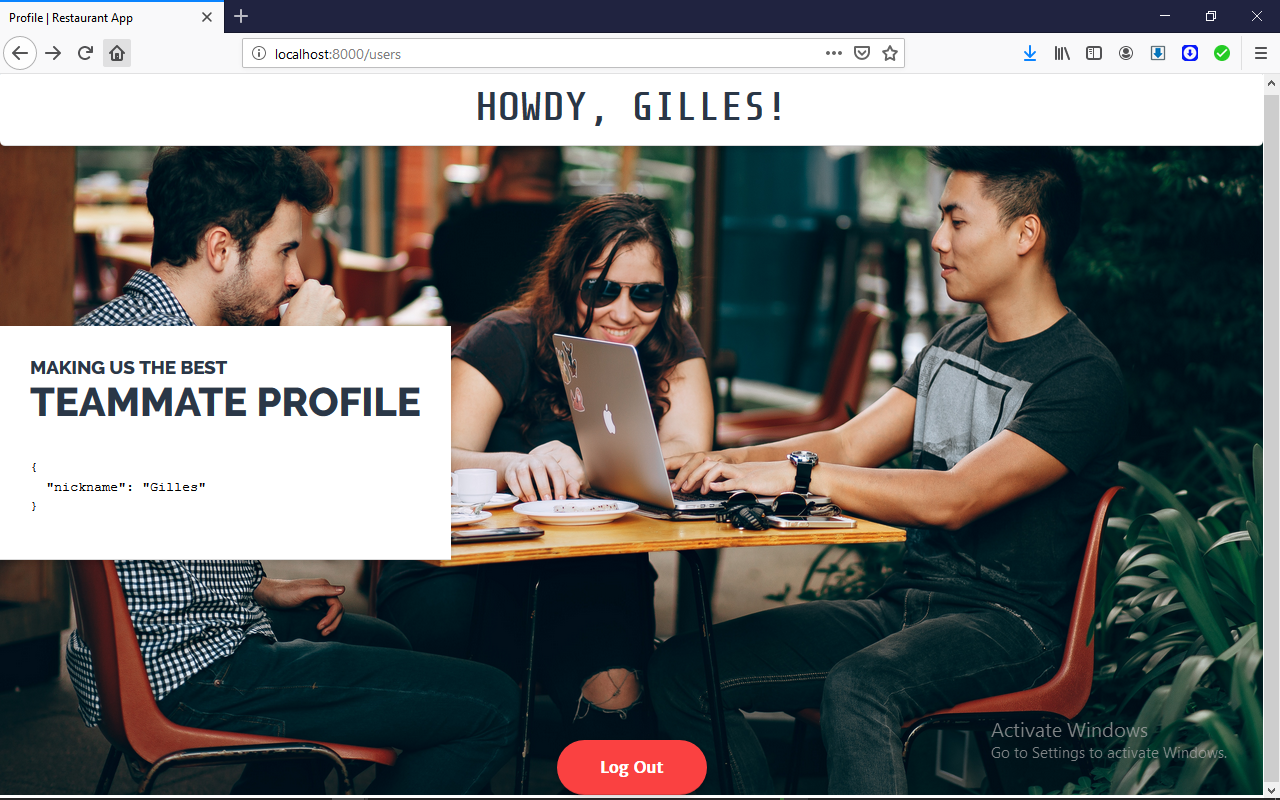 Profile | Restaurant App
localhost:8000/users
HOWDY, GILLES!
MAKING US THE BEST
TEAMMATE PROFILE
{
"nickname": "Gilles"
}
Log Out
Activate Windows
Go to Settings to activate Windows.